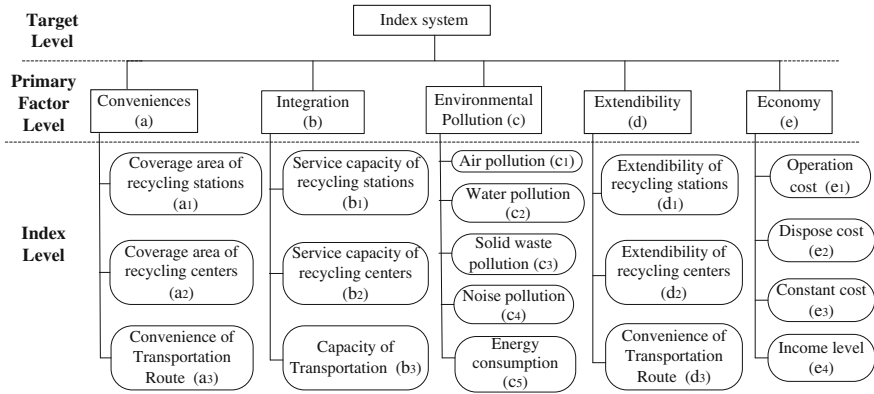 Target
Level
Index system
Primary
Factor
Level
Conveniences
(a)
Integration
(b)
Environmental
Pollution (c)
Extendibility
(d)
Economy
(e)
Index
Level
Coverage area of
recycling stations
(a1)
Coverage area of
recycling centers
(a2)
Convenience of
Transportation
Route (a3)
Service capacity of
recycling stations
(b1)
Service capacity of
recycling centers
(b2)
Capacity of
Transportation (b3)
Air pollution (c1)
Water pollution
(c2)
Solid waste
pollution (c3)
Noise pollution
(c4)
Energy
consumption
(c5)
Extendibility of
recycling stations
(d1)
Extendibility of
recycling centers
(d2)
Convenience of
Transportation
Route (d3)
Operation
cost (e1)
Dispose cost
(e2)
Constant cost
(e3)
Income level
(e4)